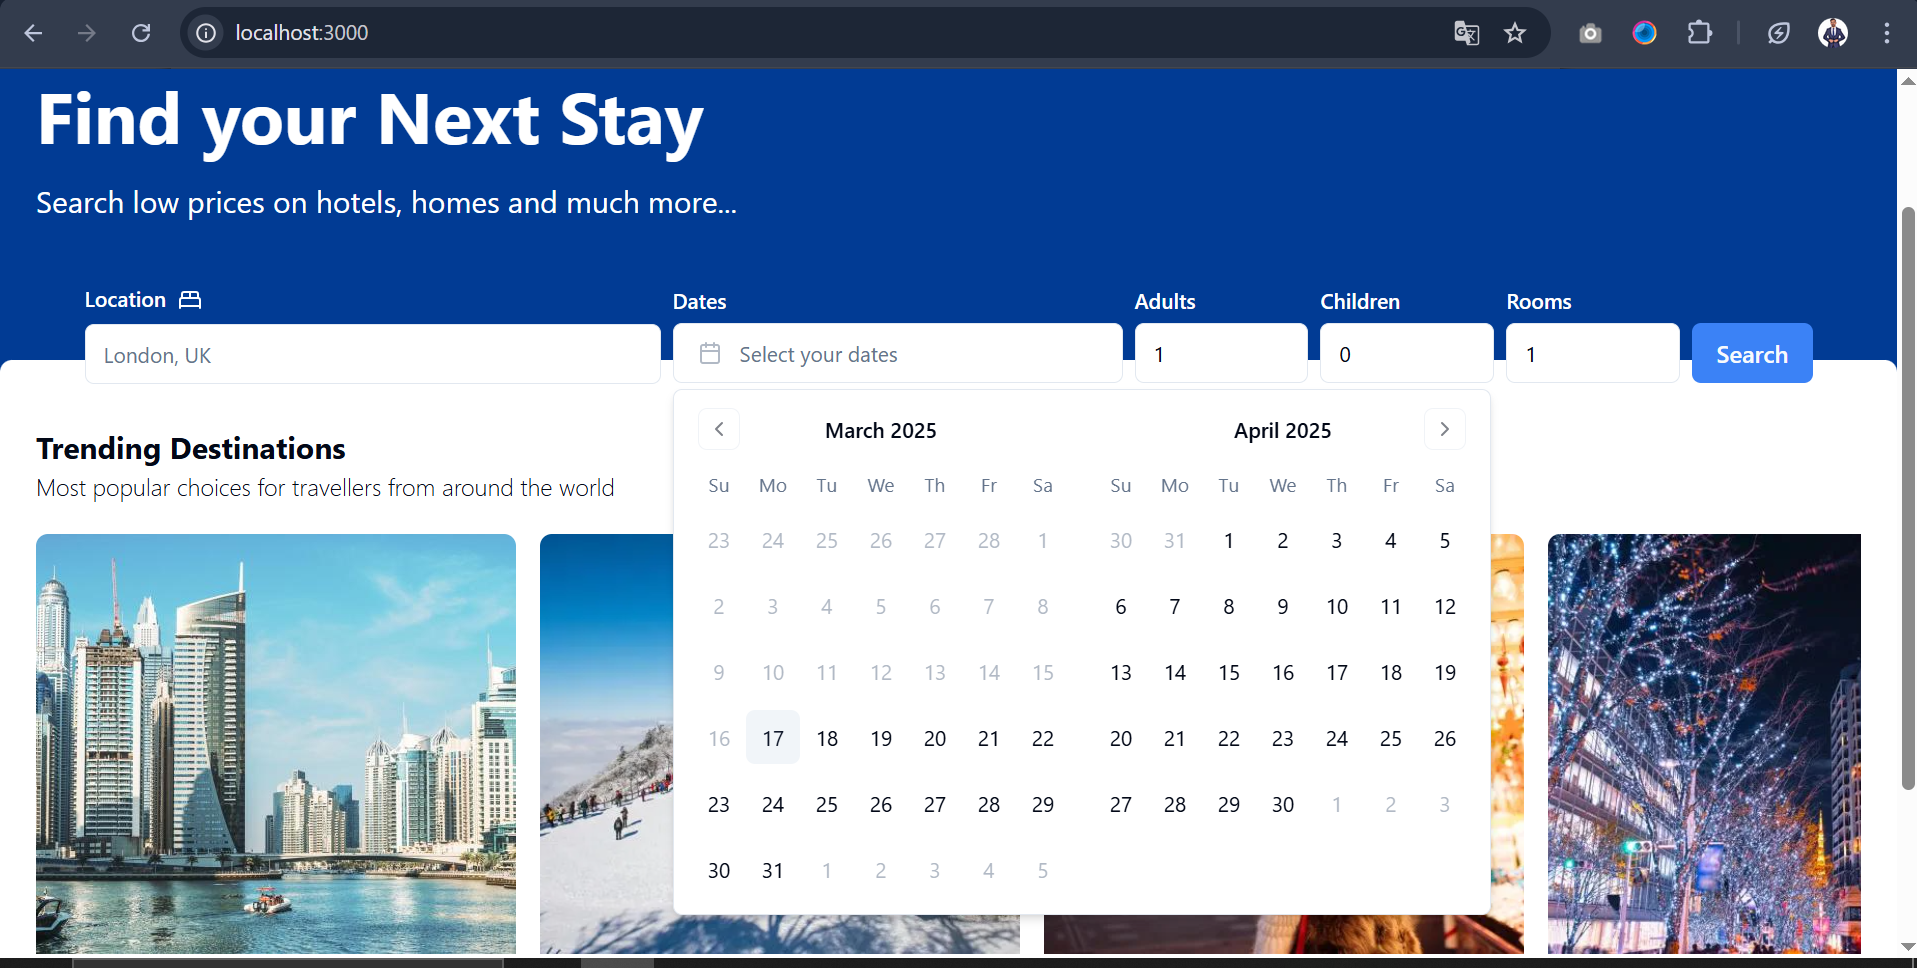 localhost:3000
Find your Next Stay
Search low prices on hotels, homes and much more...
Location
London, UK
Dates
Select your dates
Adults
1
Children
0
Rooms
1
Search
Trending Destinations
Most popular choices for travellers from around the world
March 2025
Su Mo Tu We Th Fr Sa
23 24 25 26 27 28 1
2 3 4 5 6 7 8
9 10 11 12 13 14 15
16 17 18 19 20 21 22
23 24 25 26 27 28 29
30 31 1 2 3 4 5
April 2025
Su Mo Tu We Th Fr Sa
30 31 1 2 3 4 5
6 7 8 9 10 11 12
13 14 15 16 17 18 19
20 21 22 23 24 25 26
27 28 29 30 1 2 3